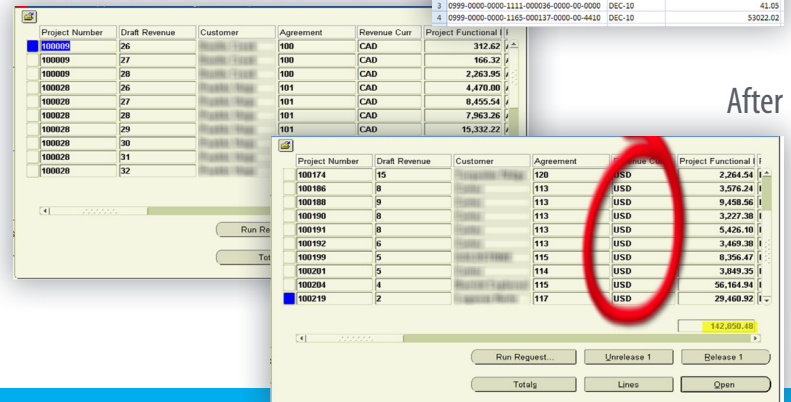 3 0999-0000-0000-1111-000036-0000-00-0000 DEC-10 41.05
4 0999-0000-0000-1165-000137-0000-00-4410 DEC-10 53022.02
Project Number Draft Revenue Customer Agreement Revenue Curr Project Functional
100009 26 100 CAD 312.62
100009 27 100 CAD 166.32
100009 28 100 CAD 2,263.95
100028 26 101 CAD 4,470.00
100028 27 101 CAD 8,455.54
100028 28 101 CAD 7,963.26
100028 29 101 CAD 15,332.22
100028 30
100028 31
100028 32
Run Re
Tot
After
Project Number Draft Revenue Customer Agreement Project Functional
100174 15 120 USD 2,264.54
100186 8 113 USD 3,576.24
100188 9 113 USD 9,458.56
100190 8 113 USD 3,227.38
100191 8 113 USD 5,426.10
100192 6 113 USD 3,469.38
100199 5 115 USD 8,356.47
100201 5 114 USD 3,849.35
100204 4 115 USD 56,164.94
100219 2 117 USD 29,460.92
142,850.48
Run Request... Unrelease 1 Release 1
Totals Lines Open